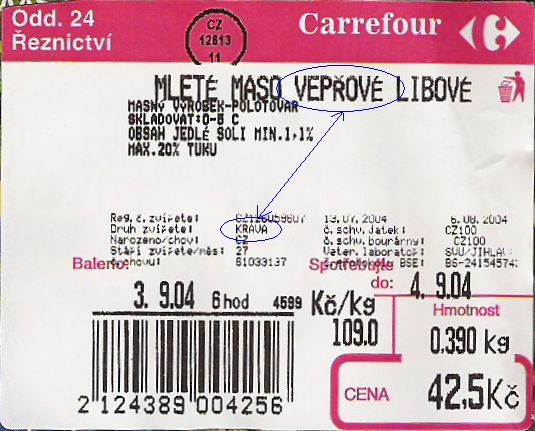 Odd. 24
Řeznictví
CZ
12613
11
Carrefour
MLETÉ MASO VEPŘOVÉ LIBOVÉ
MASNÝ VÝROBEK-POLOTOVAR
SKLADOVAT:0-5 C
OBSAH JEDLÉ SOLI MIN.1,1%
MAX.20% TUKU
Reg.č. zvířete: 13.07.2004 6.08.2004
Druh zvířete: KRÁVA č.schv.jatek: CZ100
Narozeno/chov: CZ č.schv.bourárny: CZ100
Stáří zvířete/měs: 27 Veter.laboratoř: SVÚ/JIHLA
81033137 BSE: BS-24154574
Baleno: Spotřebujte
do:
3. 9.04 6hod 4599 Kč/kg 4. 9.04
109.0 Hmotnost
0.390 kg
CENA 42,5Kč
2 124389 004256